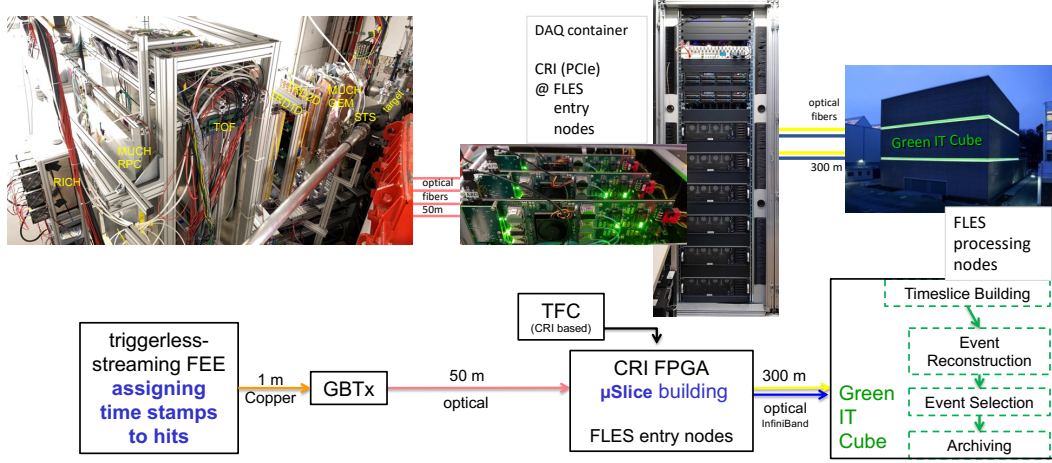 DAQ container
CRI (PCIe)
@ FLES
entry
nodes
TRD2D
TRD1D
MUCH
GEM
STS
target
TOF
MUCH
RPC
RICH
optical
fibers
50m
optical
fibers
300 m
Green IT Cube
FLES
processing
nodes
triggerless-
streaming FEE
assigning
time stamps
to hits
1 m
Copper
GBTx
50 m
optical
TFC
(CRI based)
CRI FPGA
µSlice building
FLES entry nodes
300 m
optical
InfiniBand
Green
IT
Cube
Timeslice Building
Event
Reconstruction
Event Selection
Archiving